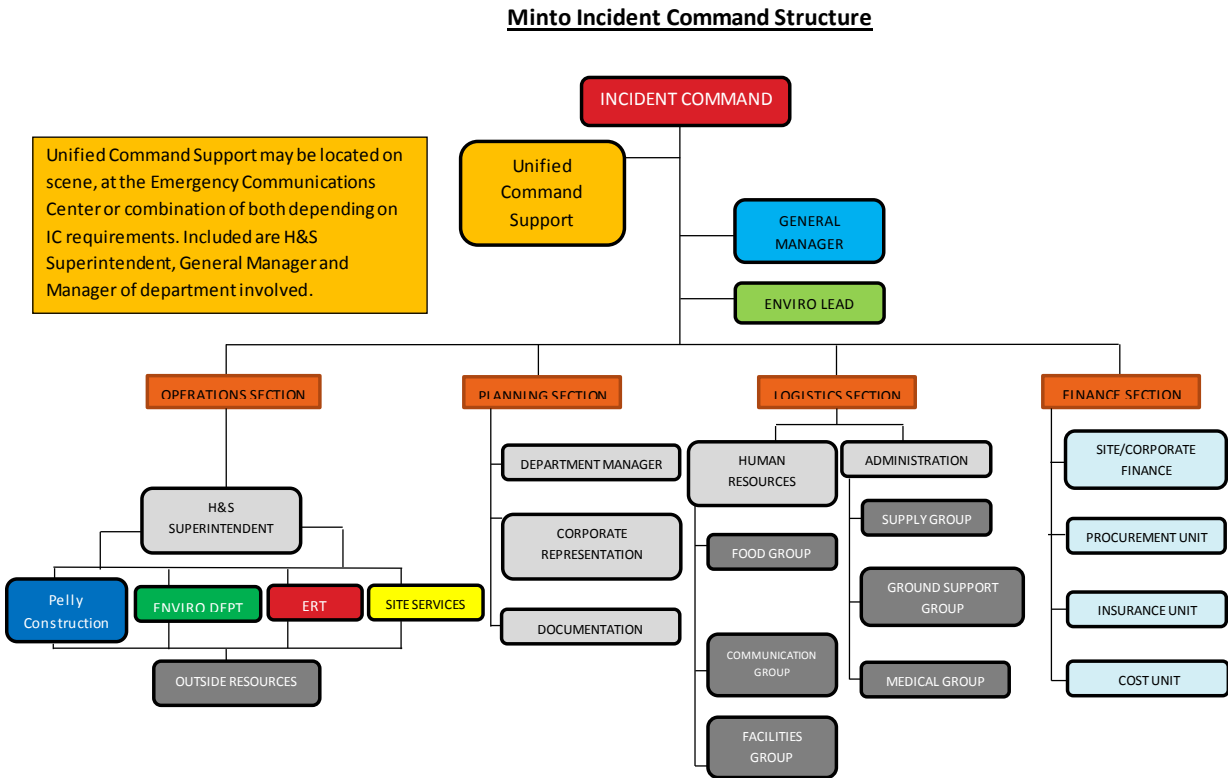 Minto Incident Command Structure
INCIDENT COMMAND
Unified Command Support may be located on
scene, at the Emergency Communications
Center or combination of both depending on
IC requirements. Included are H&S
Superintendent, General Manager and
Manager of department involved.
Unified
Command
Support
GENERAL
MANAGER
ENVIRO LEAD
OPERATIONS SECTION
PLANNING SECTION
LOGISTICS SECTION
FINANCE SECTION
H&S
SUPERINTENDENT
Pelly
Construction
ENVIRO DEPT
ERT
SITE SERVICES
OUTSIDE RESOURCES
DEPARTMENT MANAGER
CORPORATE
REPRESENTATION
DOCUMENTATION
HUMAN
RESOURCES
FOOD GROUP
COMMUNICATION
GROUP
FACILITIES
GROUP
ADMINISTRATION
SUPPLY GROUP
GROUND SUPPORT
GROUP
MEDICAL GROUP
SITE/CORPORATE
FINANCE
PROCUREMENT UNIT
INSURANCE UNIT
COST UNIT